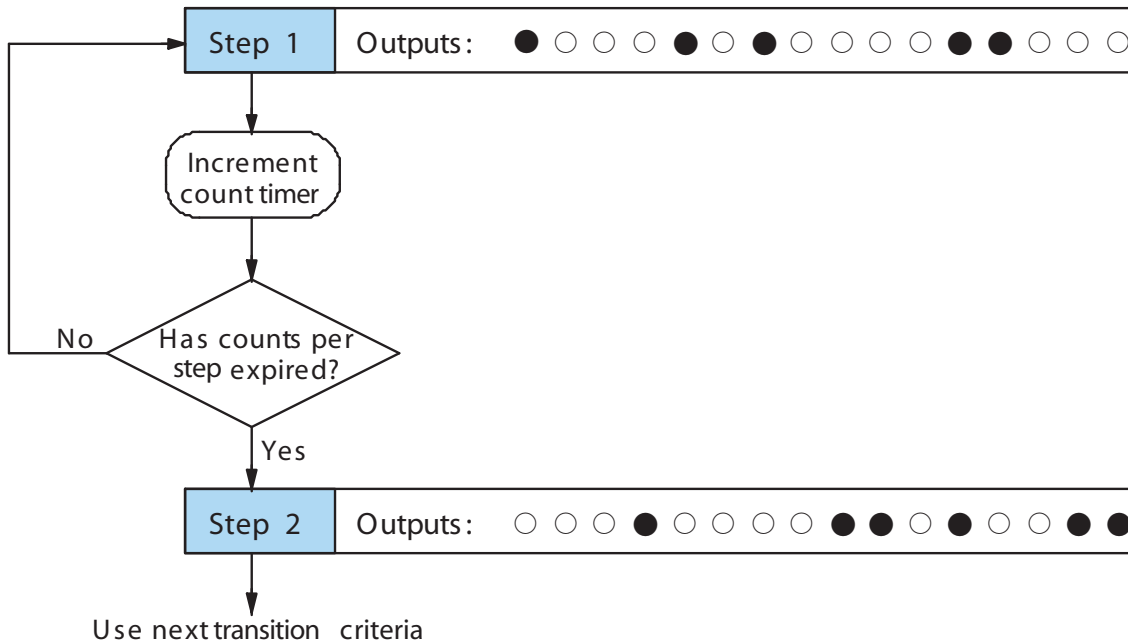 Step 1
Outputs:
Increment
count timer
No
Has counts per
step expired?
Yes
Step 2
Outputs:
Use next transition criteria